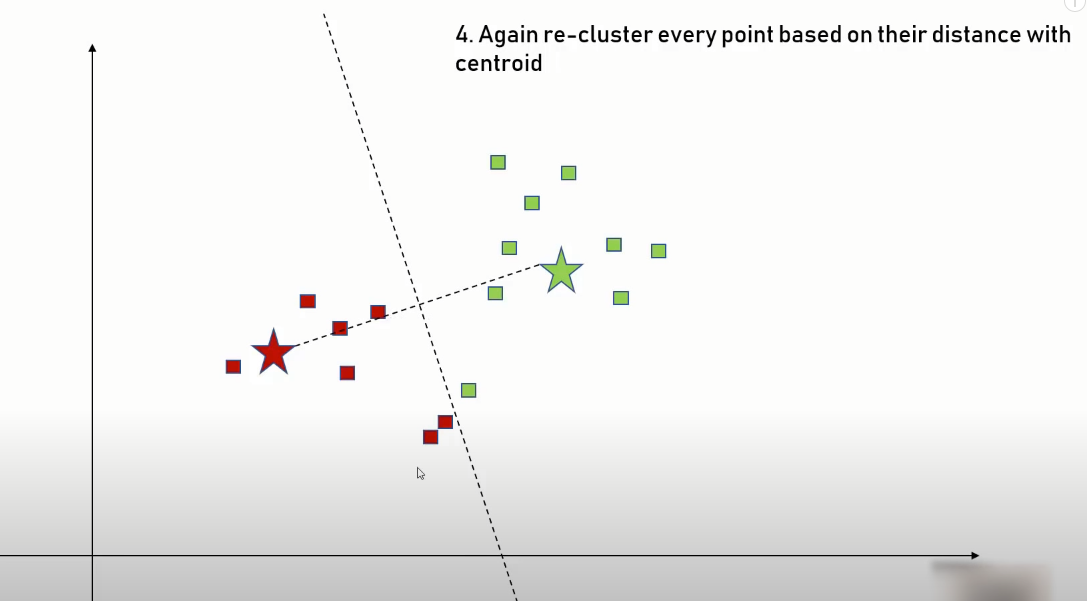 4. Again re-cluster every point based on their distance with
centroid